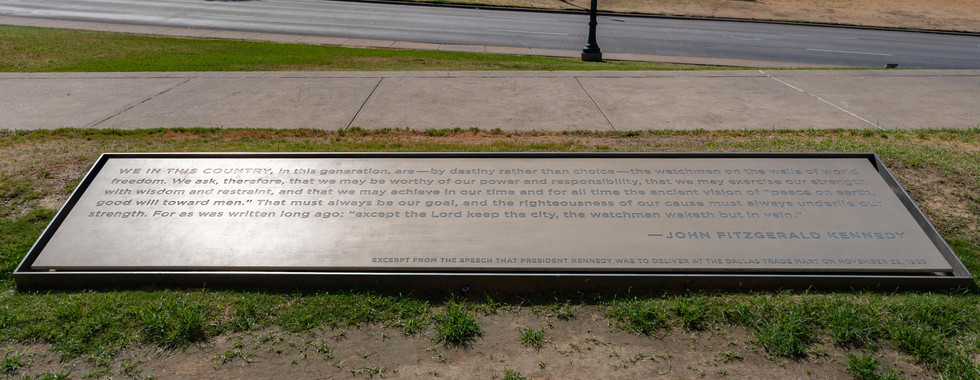 WE IN THIS COUNTRY, in this generation, are—by destiny rather than choice—the watchman on the walls of world
freedom. We ask, therefore, that we may be worthy of our power and responsibility, that we may exercise our strength
with wisdom and restraint, and that we may achieve in our time and for all time the ancient vision of "peace on earth,
good will toward men." That must always be our goal, and the righteousness of our cause must always underlie our
strength. For as was written long ago: "except the Lord keep the city, the watchman waketh but in vain."
—JOHN FITZGERALD KENNEDY
EXCERPT FROM THE SPEECH THAT PRESIDENT KENNEDY WAS TO DELIVER AT THE DALLAS TRADE MART ON NOVEMBER 22, 1963